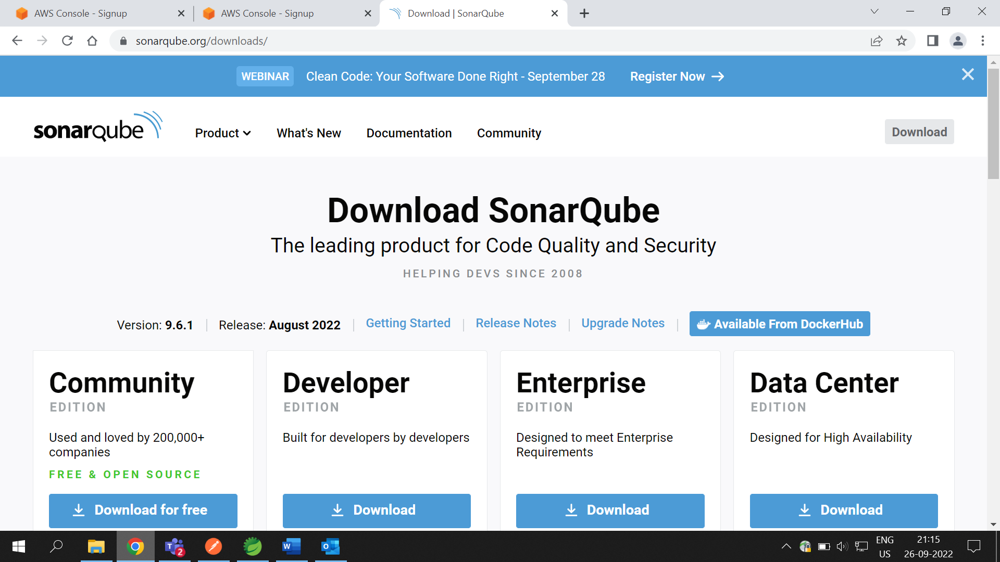 AWS Console - Signup
AWS Console - Signup
Download | SonarQube
sonarqube.org/downloads/
WEBINAR Clean Code: Your Software Done Right - September 28 Register Now
sonarqube Product What's New Documentation Community Download
Download SonarQube
The leading product for Code Quality and Security
HELPING DEVS SINCE 2008
Version: 9.6.1 | Release: August 2022 | Getting Started | Release Notes | Upgrade Notes | Available From DockerHub
Community
EDITION
Used and loved by 200,000+
companies
FREE & OPEN SOURCE
Download for free
Developer
EDITION
Built for developers by developers
Download
Enterprise
EDITION
Designed to meet Enterprise
Requirements
Download
Data Center
EDITION
Designed for High Availability
Download
T 2
W
O
ENG
US
21:15
26-09-2022